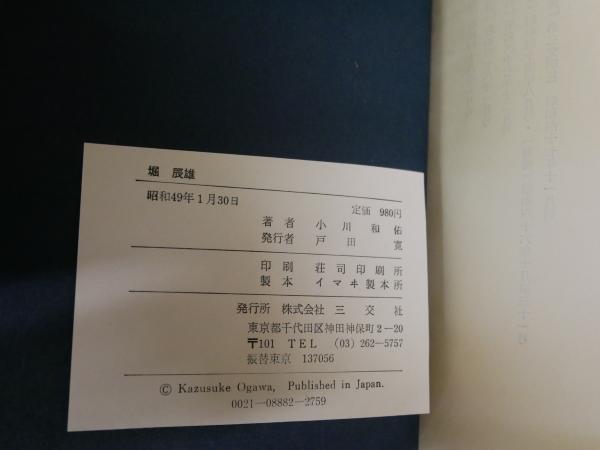 堀 辰雄
昭和49年1月30日
定価 980円
著者 小川和佑
発行者 戸田寛
印刷 荘司印刷所
製本 イマヰ製本所
発行所 株式会社 三交社
東京都千代田区神田神保町2-20
〒101 TEL (03) 262-5757
振替東京 137056
© Kazusuke Ogawa, Published in Japan.
0021-08882-2759